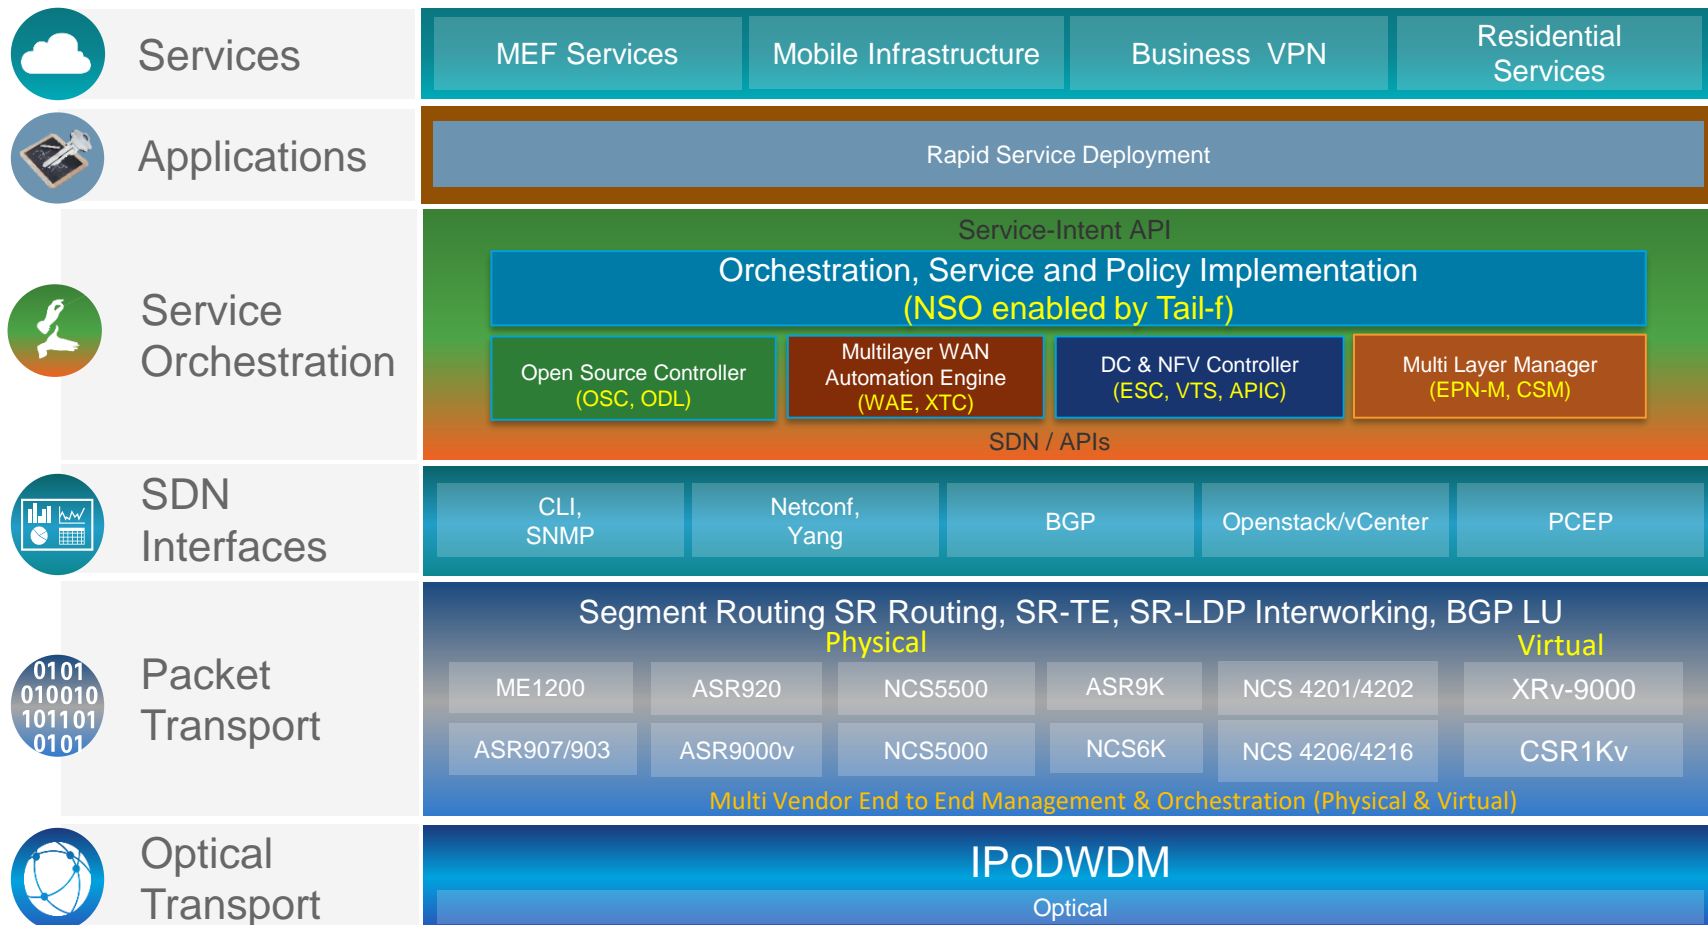 Services
MEF Services
Mobile Infrastructure
Business VPN
Residential
Services
Applications
Rapid Service Deployment
Service
Orchestration
Service-Intent API
Orchestration, Service and Policy Implementation
(NSO enabled by Tail-f)
Open Source Controller
(OSC, ODL)
Multilayer WAN
Automation Engine
(WAE, XTC)
DC & NFV Controller
(ESC, VTS, APIC)
Multi Layer Manager
(EPN-M, CSM)
SDN / APIs
SDN
Interfaces
CLI,
SNMP
Netconf,
Yang
BGP
Openstack/vCenter
PCEP
0101
010010
101101
0101
Packet
Transport
Segment Routing SR Routing, SR-TE, SR-LDP Interworking, BGP LU
Physical
Virtual
ME1200
ASR920
NCS5500
ASR9K
NCS 4201/4202
XRv-9000
ASR907/903
ASR9000v
NCS5000
NCS6K
NCS 4206/4216
CSR1Kv
Multi Vendor End to End Management & Orchestration (Physical & Virtual)
Optical
Transport
IPoDWDM
Optical